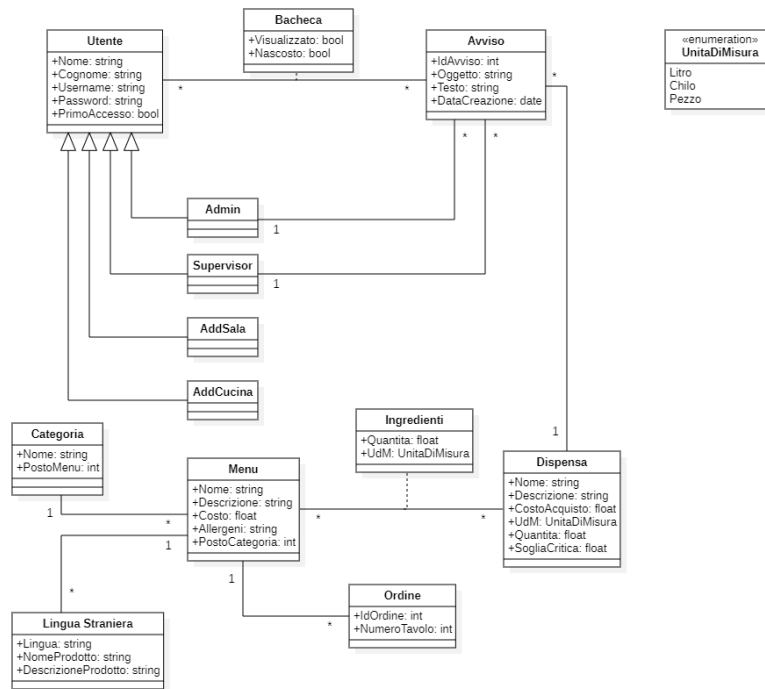 Bacheca
+Visualizzato: bool
+Nascosto: bool
Utente
+Nome: string
+Cognome: string
+Username: string
+Password: string
+PrimoAccesso: bool
Avviso
+IdAvviso: int
+Oggetto: string
+Testo: string
+DataCreazione: date
«enumeration»
UnitaDiMisura
Litro
Chilo
Pezzo
*
*
*
*
*
Admin
1
Supervisor
1
AddSala
AddCucina
Categoria
+Nome: string
+PostoMenu: int
1
Menu
+Nome: string
+Descrizione: string
+Costo: float
+Allergeni: string
+PostoCategoria: int
*
1
*
1
Ingredienti
+Quantita: float
+UdM: UnitaDiMisura
*
*
1
Dispensa
+Nome: string
+Descrizione: string
+CostoAcquisto: float
+UdM: UnitaDiMisura
+Quantita: float
+SogliaCritica: float
Lingua Straniera
+Lingua: string
+NomeProdotto: string
+DescrizioneProdotto: string
*
Ordine
+IdOrdine: int
+NumeroTavolo: int